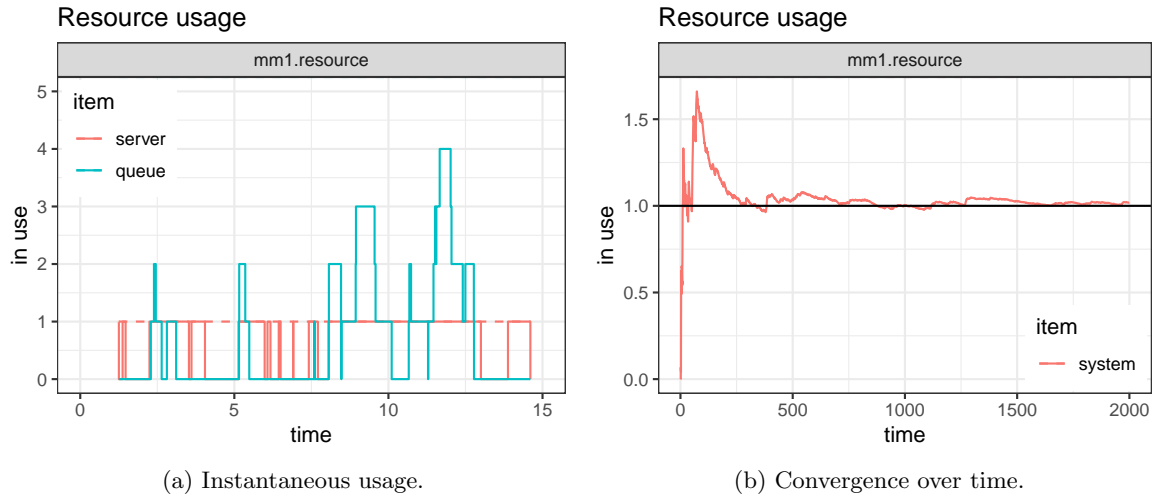 Resource usage
mm1.resource
5
4
3
2
1
0
in use
item
server
queue
0
5
10
15
time
(a) Instantaneous usage.
Resource usage
mm1.resource
1.5
1.0
0.5
0.0
in use
item
system
0
500
1000
1500
2000
time
(b) Convergence over time.